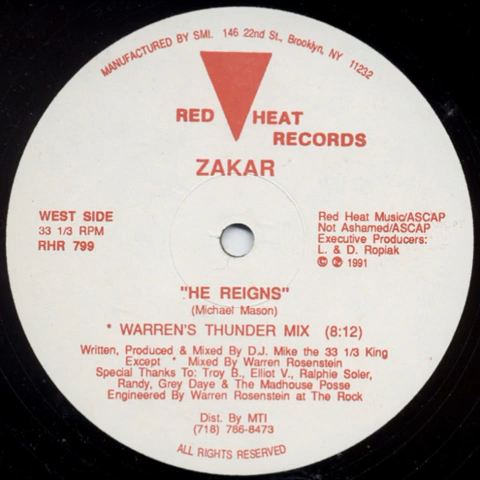 MANUFACTURED BY SMI. 146 22nd St., Brooklyn, NY 11232
RED HEAT
RECORDS
ZAKAR
WEST SIDE
33 1/3 RPM
RHR 799
Red Heat Music/ASCAP
Not Ashamed/ASCAP
Executive Producers:
L. & D. Ropiak
© ℗ 1991
"HE REIGNS"
(Michael Mason)
* WARREN'S THUNDER MIX (8:12)
Written, Produced & Mixed By D.J. Mike the 33 1/3 King
Except * Mixed By Warren Rosenstein
Special Thanks To: Troy B., Elliot V., Ralphie Soler,
Randy, Grey Daye & The Madhouse Posse
Engineered By Warren Rosenstein at The Rock
Dist. By MTI
(718) 786-8473
ALL RIGHTS RESERVED